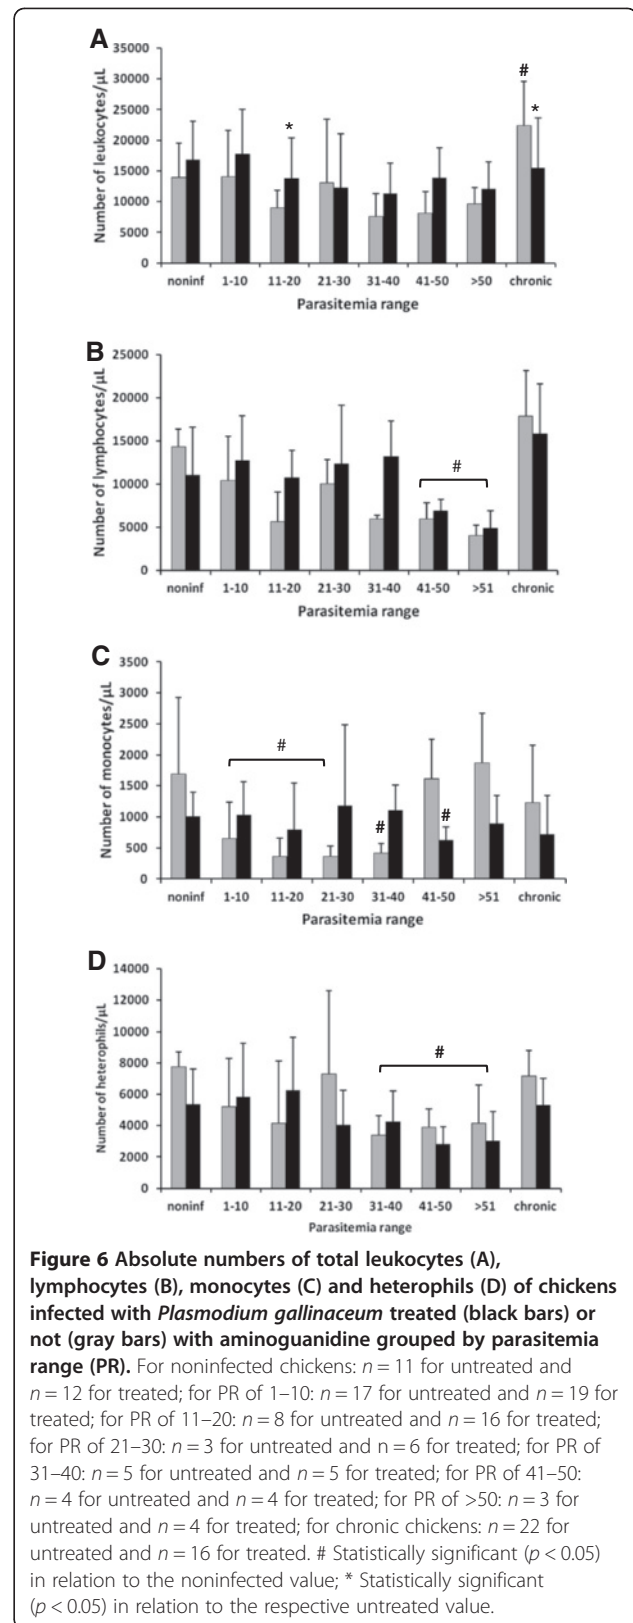 A
35000
30000
25000
20000
15000
10000
5000
0
Number of leukocytes/µL
*
#
*
noninf 1-10 11-20 21-30 31-40 41-50 >50 chronic
Parasitemia range
B
25000
20000
15000
10000
5000
0
Number of lymphocytes/µL
#
noninf 1-10 11-20 21-30 31-40 41-50 >51 chronic
Parasitemia range
C
3500
3000
2500
2000
1500
1000
500
0
Number of monocytes/µL
#
#
#
noninf 1-10 11-20 21-30 31-40 41-50 >51 chronic
Parasitemia range
D
14000
12000
10000
8000
6000
4000
2000
0
Number of heterophils/µL
#
noninf 1-10 11-20 21-30 31-40 41-50 >51 chronic
Parasitemia range
Figure 6 Absolute numbers of total leukocytes (A),
lymphocytes (B), monocytes (C) and heterophils (D) of chickens
infected with Plasmodium gallinaceum treated (black bars) or
not (gray bars) with aminoguanidine grouped by parasitemia
range (PR). For noninfected chickens: n = 11 for untreated and
n = 12 for treated; for PR of 1–10: n = 17 for untreated and n = 19 for
treated; for PR of 11–20: n = 8 for untreated and n = 16 for treated;
for PR of 21–30: n = 3 for untreated and n = 6 for treated; for PR of
31–40: n = 5 for untreated and n = 5 for treated; for PR of 41–50:
n = 4 for untreated and n = 4 for treated; for PR of >50: n = 3 for
untreated and n = 4 for treated; for chronic chickens: n = 22 for
untreated and n = 16 for treated. # Statistically significant (p < 0.05)
in relation to the noninfected value; * Statistically significant
(p < 0.05) in relation to the respective untreated value.